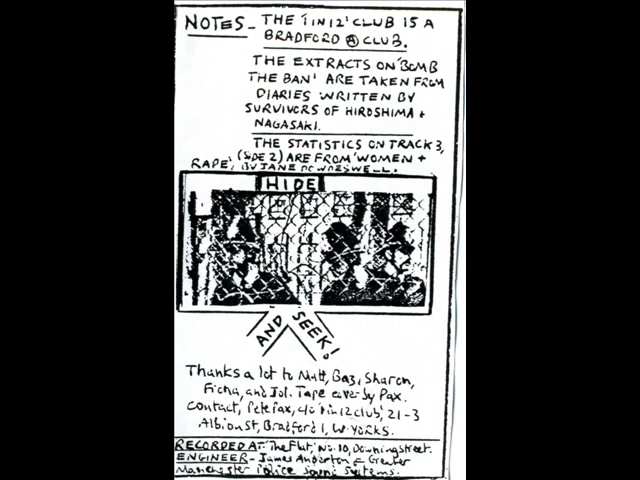 NOTES - THE '1 IN 12' CLUB IS A
BRADFORD Ⓐ CLUB.
THE EXTRACTS ON 'BOMB
THE BAN' ARE TAKEN FROM
DIARIES WRITTEN BY
SURVIVORS OF HIROSHIMA +
NAGASAKI.
THE STATISTICS ON TRACK 3,
(SIDE 2) ARE FROM 'WOMEN +
RAPE', BY JANE DOWDESWELL.
HIDE
AND
SEEK!
Thanks a lot to Matt, Baz, Sharon,
Fiona, and Jol. Tape cover by Pax.
Contact, Pete Pax, c/o '1 in 12 club', 21-3
Albion St, Bradford 1, W. YORKS.
RECORDED AT: 'The Flat', No. 10, Downing street.
ENGINEER - James Anderton & Greater
Manchester Police Sound Systems.